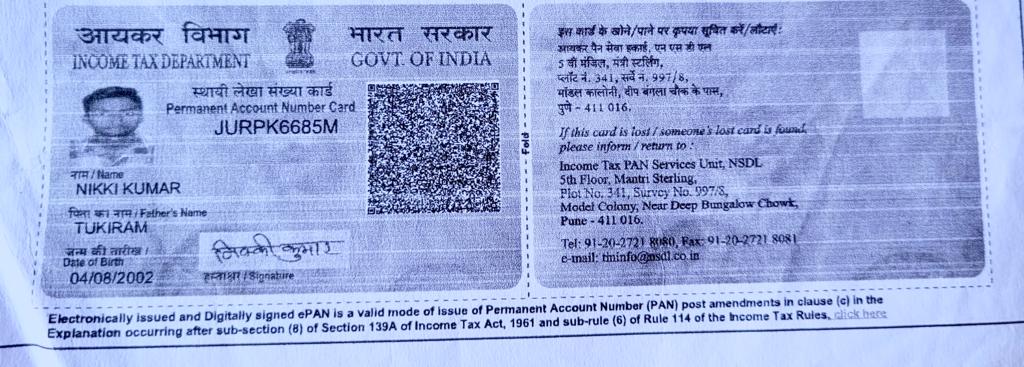 आयकर विभाग
INCOME TAX DEPARTMENT
भारत सरकार
GOVT. OF INDIA
स्थायी लेखा संख्या कार्ड
Permanent Account Number Card
JURPK6685M
नाम / Name
NIKKI KUMAR
पिता का नाम / Father's Name
TUKIRAM
जन्म की तारीख /
Date of Birth
04/08/2002
निक्की कुमार
हस्ताक्षर / Signature
Fold
इस कार्ड के खोने/पाने पर कृपया सूचित करें/लौटाएं:
आयकर पैन सेवा इकाई, एन एस डी एल
5 वीं मंजिल, मंत्री स्टर्लिंग,
प्लॉट नं. 341, सर्वे नं. 997/8,
मॉडल कालोनी, दीप बंगला चौक के पास,
पुणे - 411 016.
If this card is lost / someone's lost card is found,
please inform / return to :
Income Tax PAN Services Unit, NSDL
5th Floor, Mantri Sterling,
Plot No. 341, Survey No. 997/8,
Model Colony, Near Deep Bungalow Chowk,
Pune - 411 016.
Tel: 91-20-2721 8080, Fax: 91-20-2721 8081
e-mail: tininfo@nsdl.co.in
Electronically issued and Digitally signed ePAN is a valid mode of issue of Permanent Account Number (PAN) post amendments in clause (c) in the
Explanation occurring after sub-section (8) of Section 139A of Income Tax Act, 1961 and sub-rule (6) of Rule 114 of the Income Tax Rules, click here